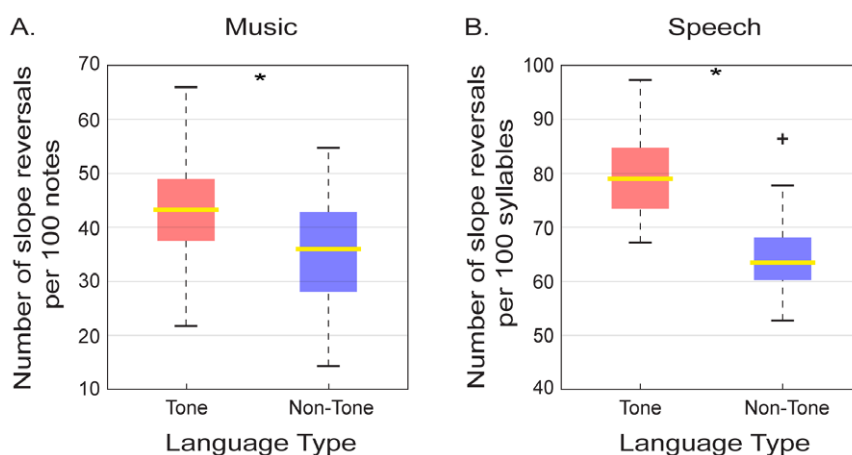 A.
Music
Number of slope reversals
per 100 notes
70
60
50
40
30
20
10
Tone
Non-Tone
Language Type
*
B.
Speech
Number of slope reversals
per 100 syllables
100
90
80
70
60
50
40
Tone
Non-Tone
Language Type
*